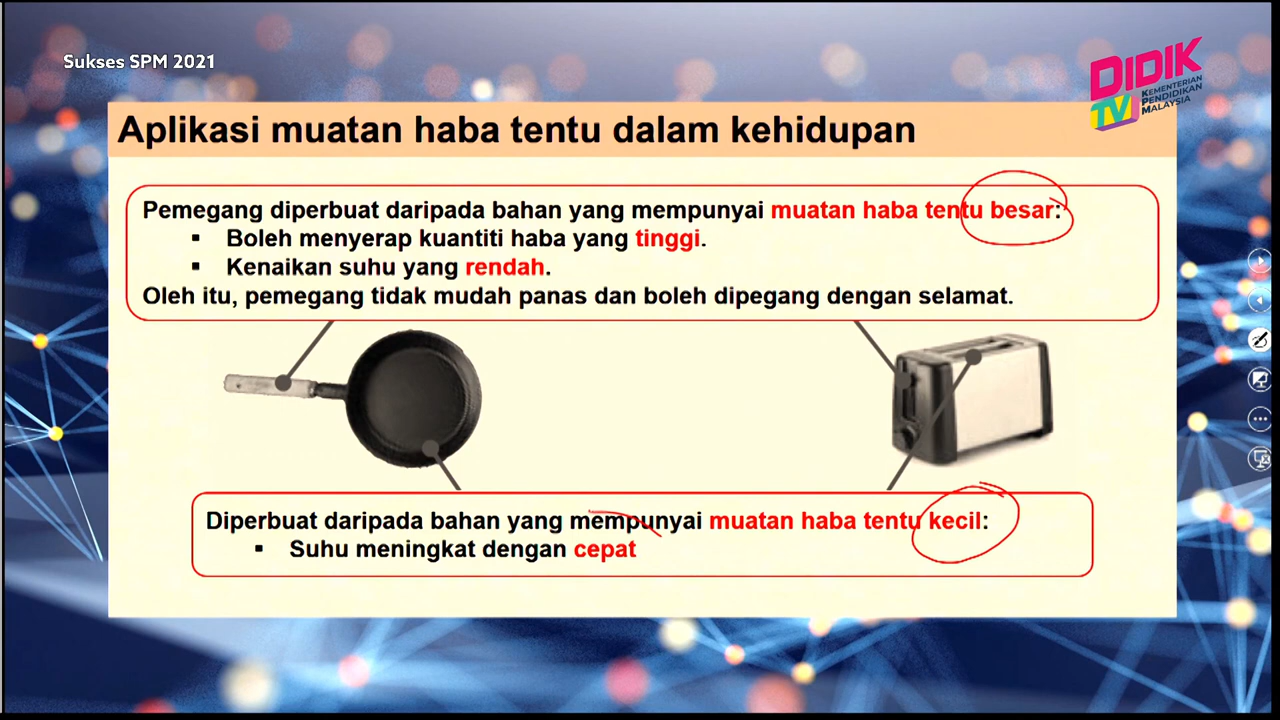 Sukses SPM 2021
DIDIK
TV
KEMENTERIAN
PENDIDIKAN
MALAYSIA
Aplikasi muatan haba tentu dalam kehidupan
Pemegang diperbuat daripada bahan yang mempunyai muatan haba tentu besar:
▪ Boleh menyerap kuantiti haba yang tinggi.
▪ Kenaikan suhu yang rendah.
Oleh itu, pemegang tidak mudah panas dan boleh dipegang dengan selamat.
Diperbuat daripada bahan yang mempunyai muatan haba tentu kecil:
▪ Suhu meningkat dengan cepat